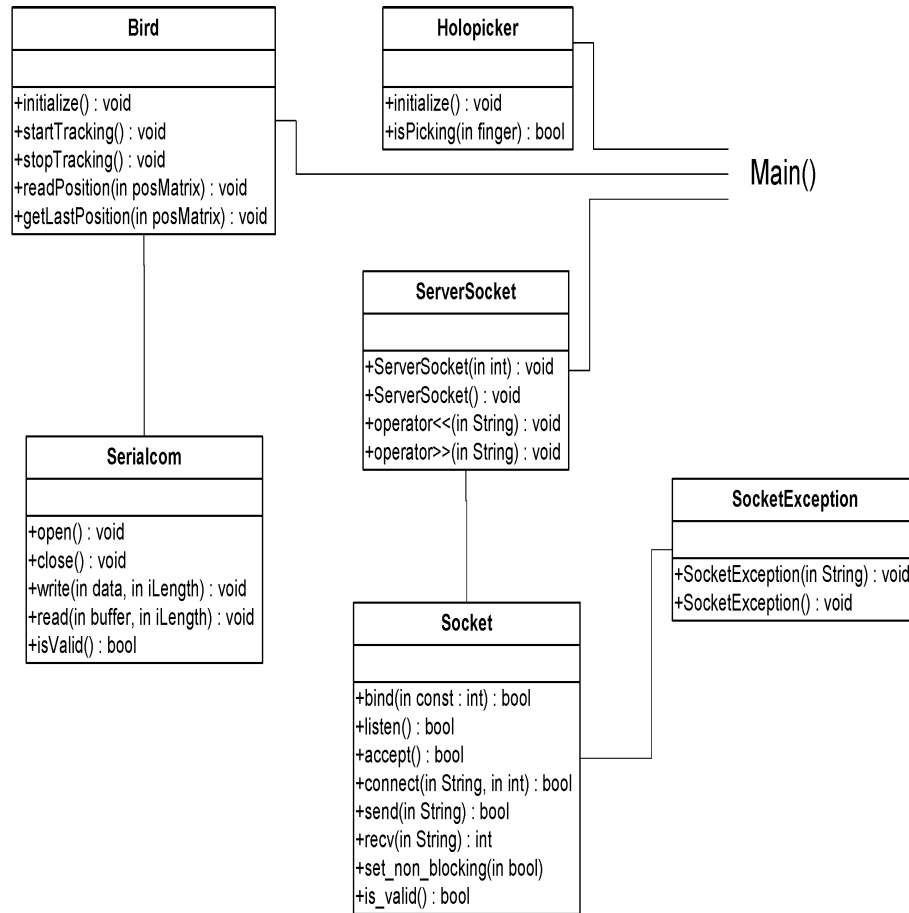 Bird
+initialize() : void
+startTracking() : void
+stopTracking() : void
+readPosition(in posMatrix) : void
+getLastPosition(in posMatrix) : void
Holopicker
+initialize() : void
+isPicking(in finger) : bool
Main()
ServerSocket
+ServerSocket(in int) : void
+ServerSocket() : void
+operator<<(in String) : void
+operator>>(in String) : void
Serialcom
+open() : void
+close() : void
+write(in data, in iLength) : void
+read(in buffer, in iLength) : void
+isValid() : bool
SocketException
+SocketException(in String) : void
+SocketException() : void
Socket
+bind(in const : int) : bool
+listen() : bool
+accept() : bool
+connect(in String, in int) : bool
+send(in String) : bool
+recv(in String) : int
+set_non_blocking(in bool)
+is_valid() : bool